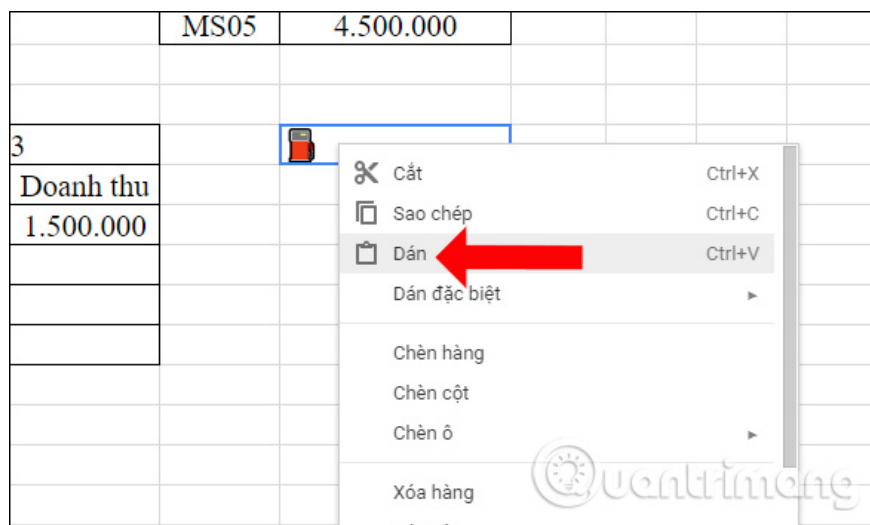 MS05 4.500.000
3
Doanh thu
1.500.000
Cắt Ctrl+X
Sao chép Ctrl+C
Dán Ctrl+V
Dán đặc biệt
Chèn hàng
Chèn cột
Chèn ô
Xóa hàng
Quantrimang